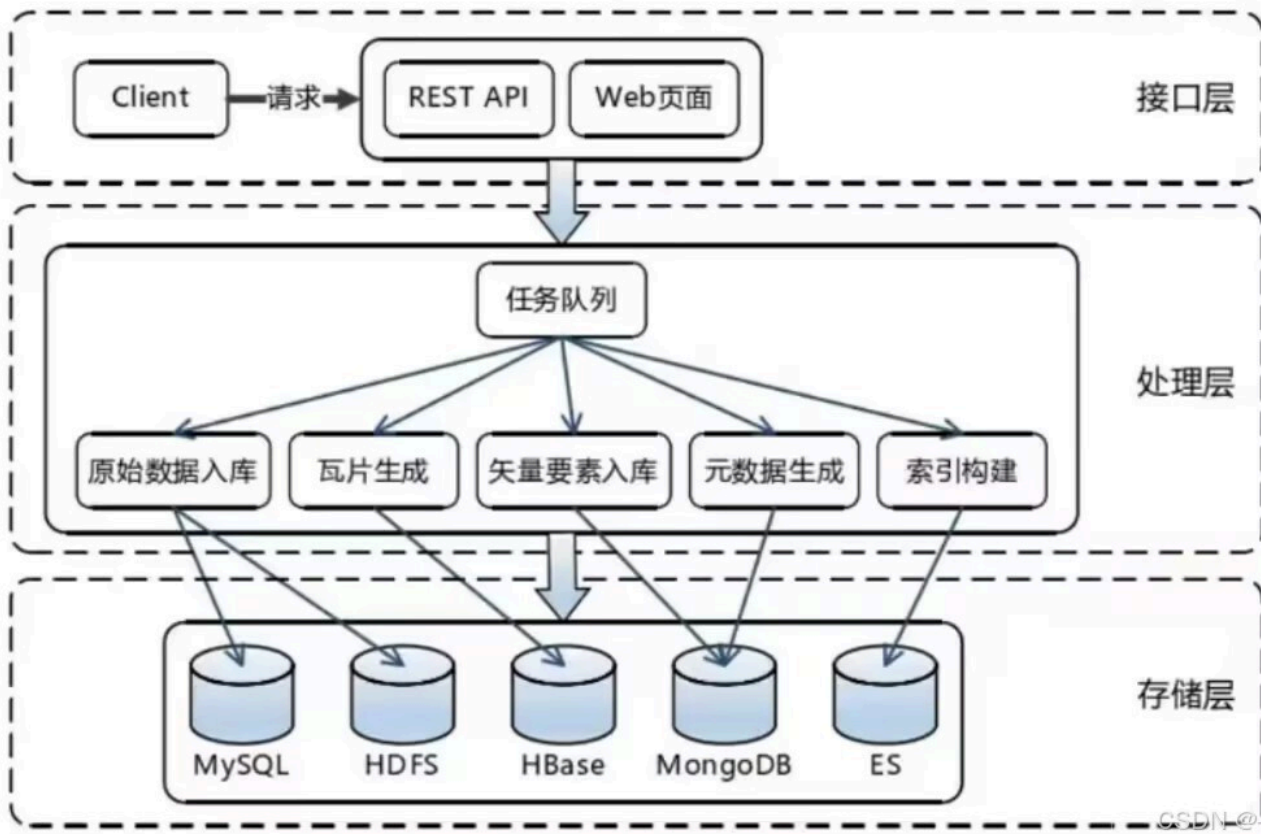 Client
请求
REST API
Web页面
接口层
任务队列
处理层
原始数据入库
瓦片生成
矢量要素入库
元数据生成
索引构建
存储层
MySQL
HDFS
HBase
MongoDB
ES
CSDN @